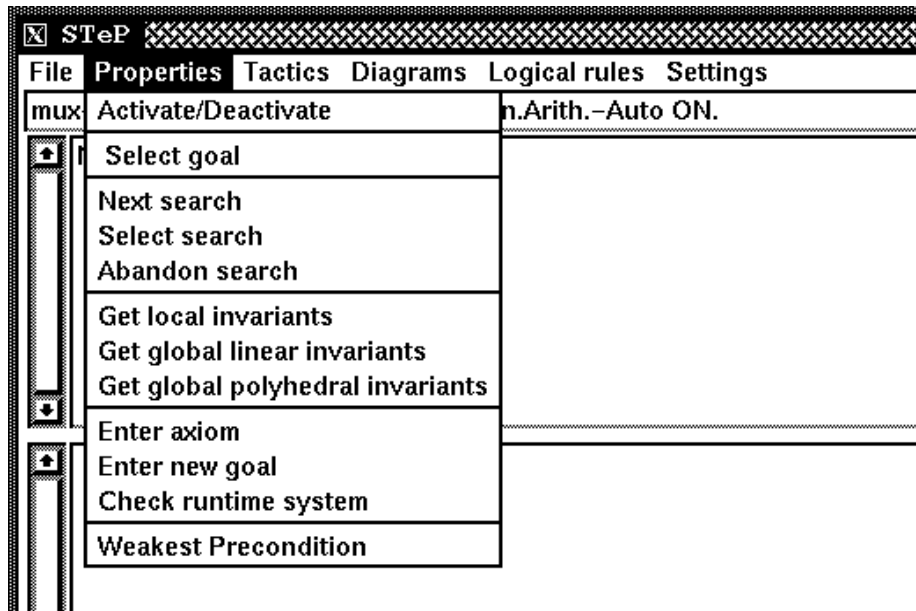 X STeP
File Properties Tactics Diagrams Logical rules Settings
mux- n.Arith.-Auto ON.
Activate/Deactivate
Select goal
Next search
Select search
Abandon search
Get local invariants
Get global linear invariants
Get global polyhedral invariants
Enter axiom
Enter new goal
Check runtime system
Weakest Precondition